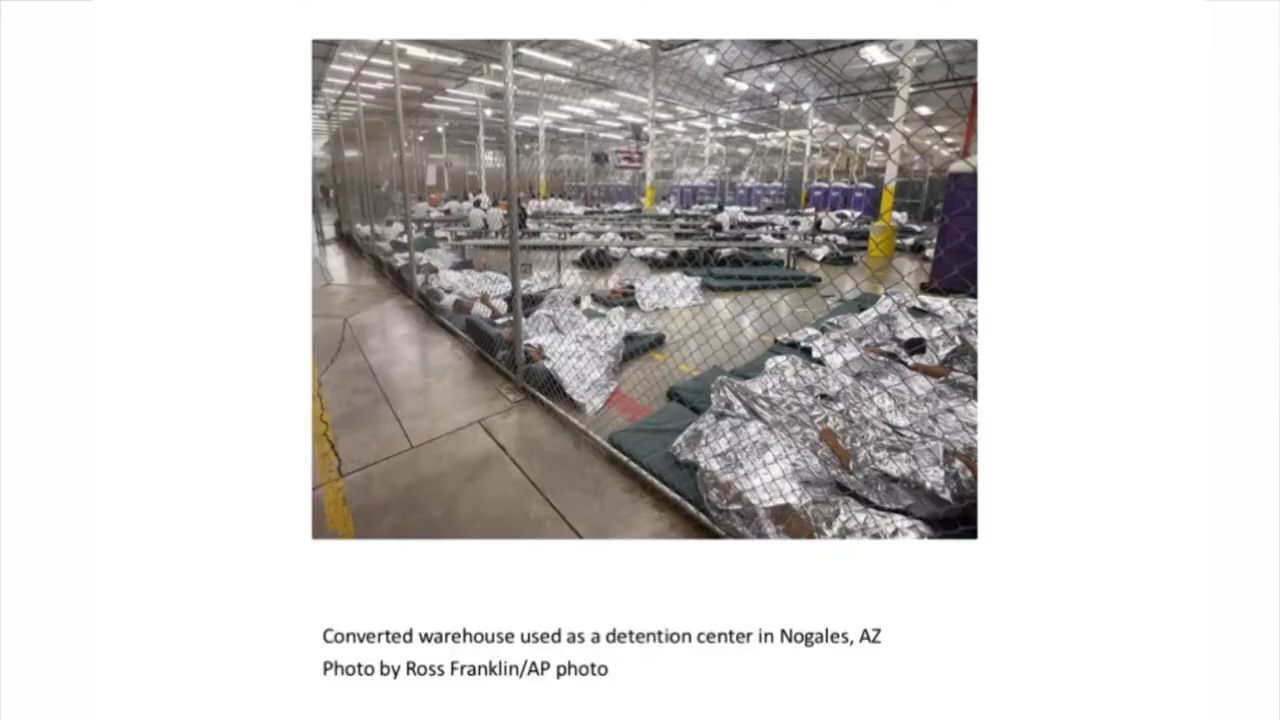 Converted warehouse used as a detention center in Nogales, AZ
Photo by Ross Franklin/AP photo